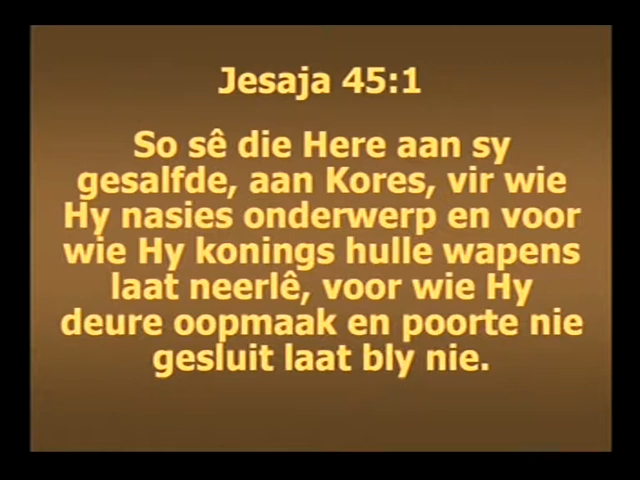 Jesaja 45:1
So sê die Here aan sy
gesalfde, aan Kores, vir wie
Hy nasies onderwerp en voor
wie Hy konings hulle wapens
laat neerlê, voor wie Hy
deure oopmaak en poorte nie
gesluit laat bly nie.